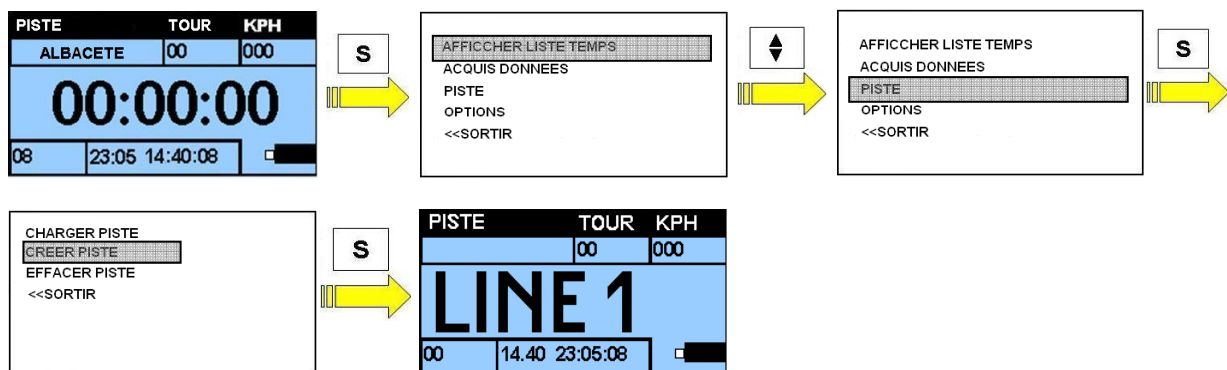 PISTE TOUR KPH
ALBACETE 00 000
00:00:00
08 23:05 14:40:08
S
AFFICCHER LISTE TEMPS
ACQUIS DONNEES
PISTE
OPTIONS
<<SORTIR
AFFICCHER LISTE TEMPS
ACQUIS DONNEES
PISTE
OPTIONS
<<SORTIR
S
CHARGER PISTE
CREER PISTE
EFFACER PISTE
<<SORTIR
S
PISTE TOUR KPH
00 000
LINE 1
00 14.40 23:05:08